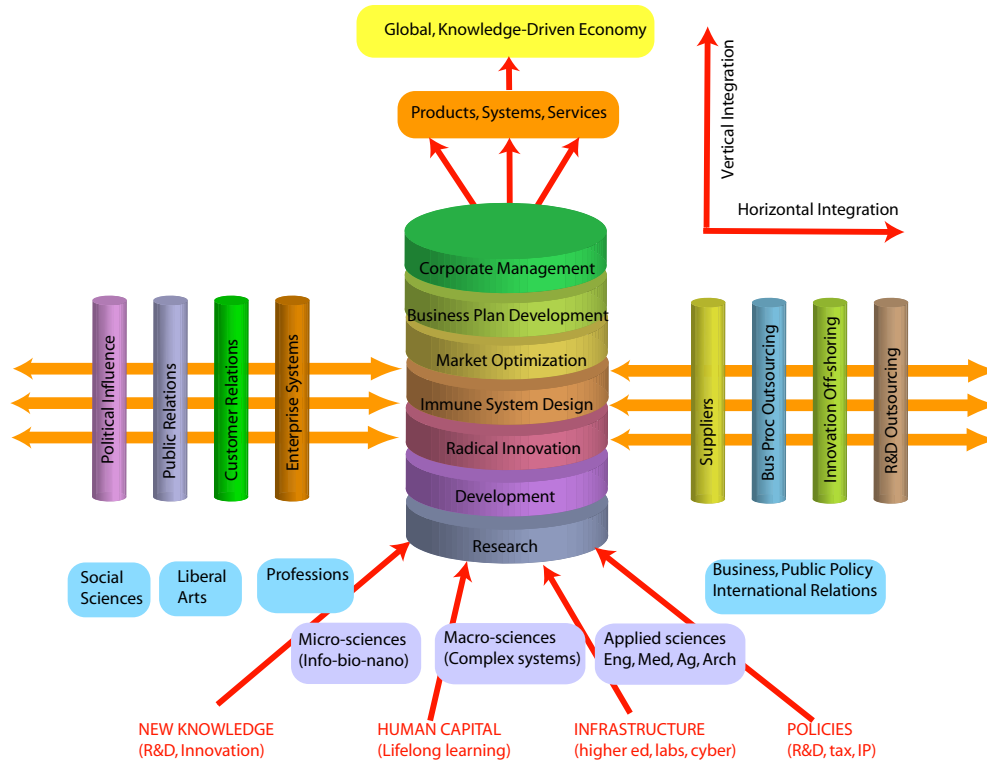 Global, Knowledge-Driven Economy
Products, Systems, Services
Vertical Integration
Horizontal Integration
Corporate Management
Business Plan Development
Market Optimization
Immune System Design
Radical Innovation
Development
Research
Political Influence
Public Relations
Customer Relations
Enterprise Systems
Suppliers
Bus Proc Outsourcing
Innovation Off-shoring
R&D Outsourcing
Social
Sciences
Liberal
Arts
Professions
Business, Public Policy
International Relations
Micro-sciences
(Info-bio-nano)
Macro-sciences
(Complex systems)
Applied sciences
Eng, Med, Ag, Arch
NEW KNOWLEDGE
(R&D, Innovation)
HUMAN CAPITAL
(Lifelong learning)
INFRASTRUCTURE
(higher ed, labs, cyber)
POLICIES
(R&D, tax, IP)